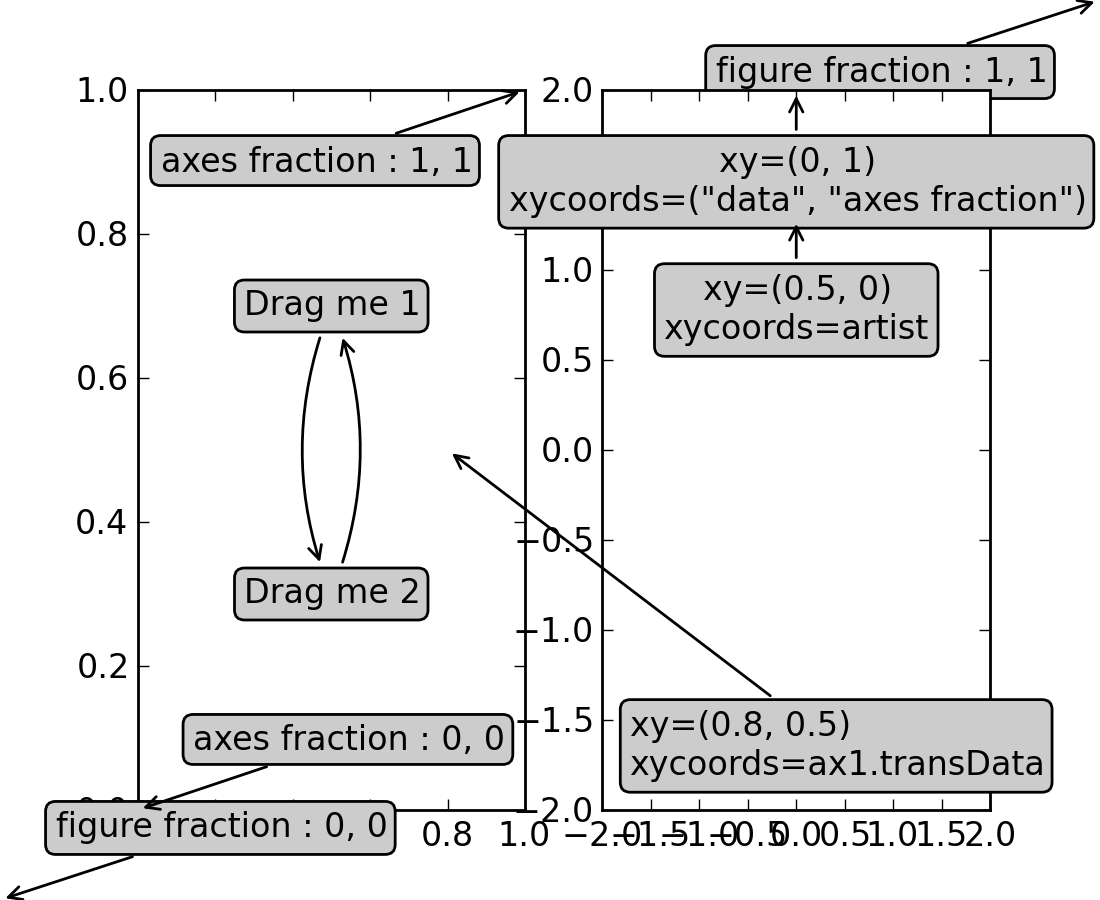 figure fraction : 1, 1
1.0
2.0
axes fraction : 1, 1
xy=(0, 1)
xycoords=("data", "axes fraction")
0.8
1.0
Drag me 1
xy=(0.5, 0)
xycoords=artist
0.6
0.5
0.0
0.4
−0.5
Drag me 2
−1.0
0.2
−1.5
axes fraction : 0, 0
xy=(0.8, 0.5)
xycoords=ax1.transData
−2.0
figure fraction : 0, 0
0.8
1.0
−2.0
−1.5
−1.0
−0.5
0.0
0.5
1.0
1.5
2.0